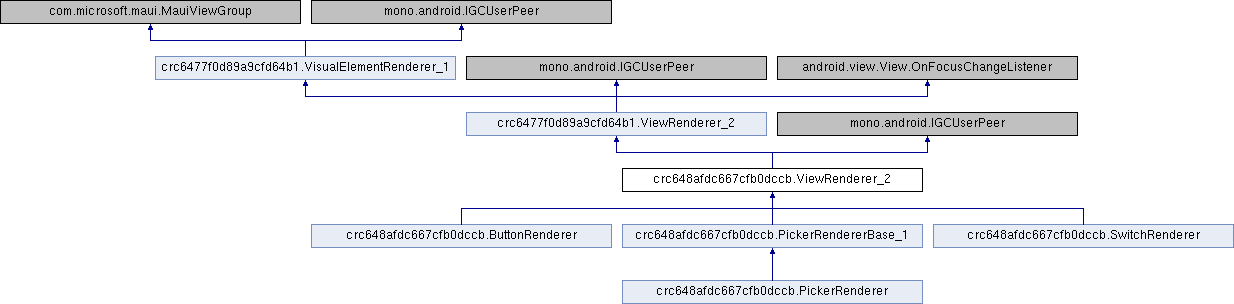 com.microsoft.maui.MauiViewGroup
mono.android.IGCUserPeer
crc6477f0d89a9cfd64b1.VisualElementRenderer_1
mono.android.IGCUserPeer
android.view.View.OnFocusChangeListener
crc6477f0d89a9cfd64b1.ViewRenderer_2
mono.android.IGCUserPeer
crc648afdc667cfb0dccb.ViewRenderer_2
crc648afdc667cfb0dccb.ButtonRenderer
crc648afdc667cfb0dccb.PickerRendererBase_1
crc648afdc667cfb0dccb.SwitchRenderer
crc648afdc667cfb0dccb.PickerRenderer